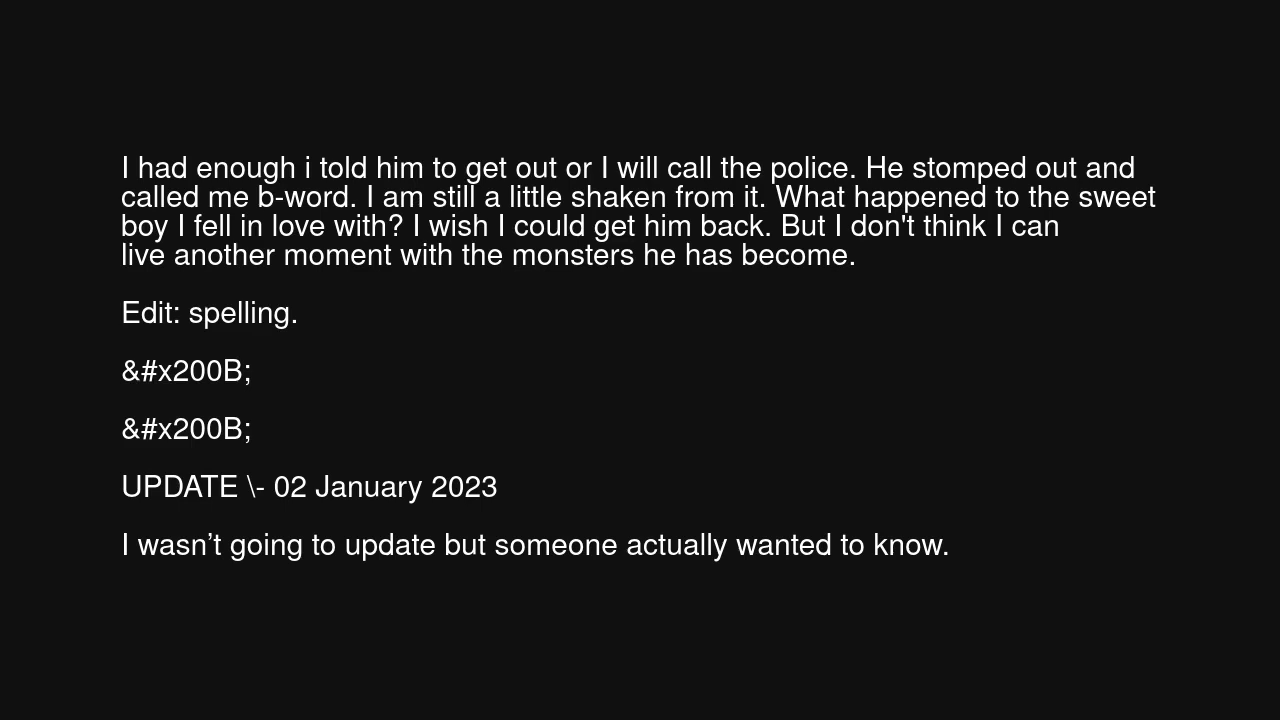 I had enough i told him to get out or I will call the police. He stomped out and
called me b-word. I am still a little shaken from it. What happened to the sweet
boy I fell in love with? I wish I could get him back. But I don't think I can
live another moment with the monsters he has become.
Edit: spelling.
&#x200B;
&#x200B;
UPDATE \- 02 January 2023
I wasn’t going to update but someone actually wanted to know.